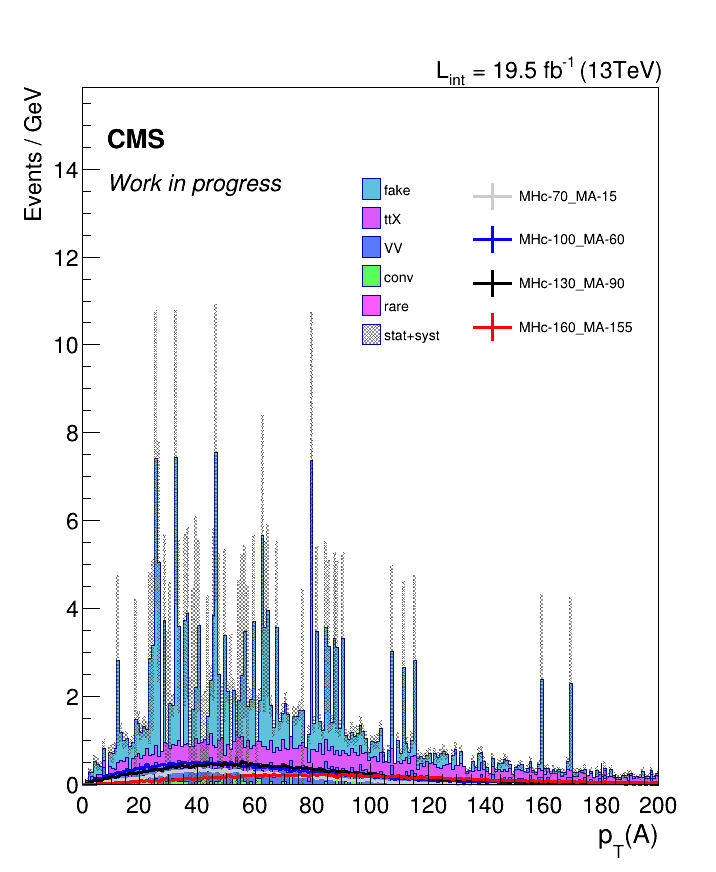 L_int = 19.5 fb^-1 (13TeV)
Events / GeV
CMS
Work in progress
fake
ttX
VV
conv
rare
stat+syst
MHc-70_MA-15
MHc-100_MA-60
MHc-130_MA-90
MHc-160_MA-155
14
12
10
8
6
4
2
0
0 20 40 60 80 100 120 140 160 180 200
p_T(A)